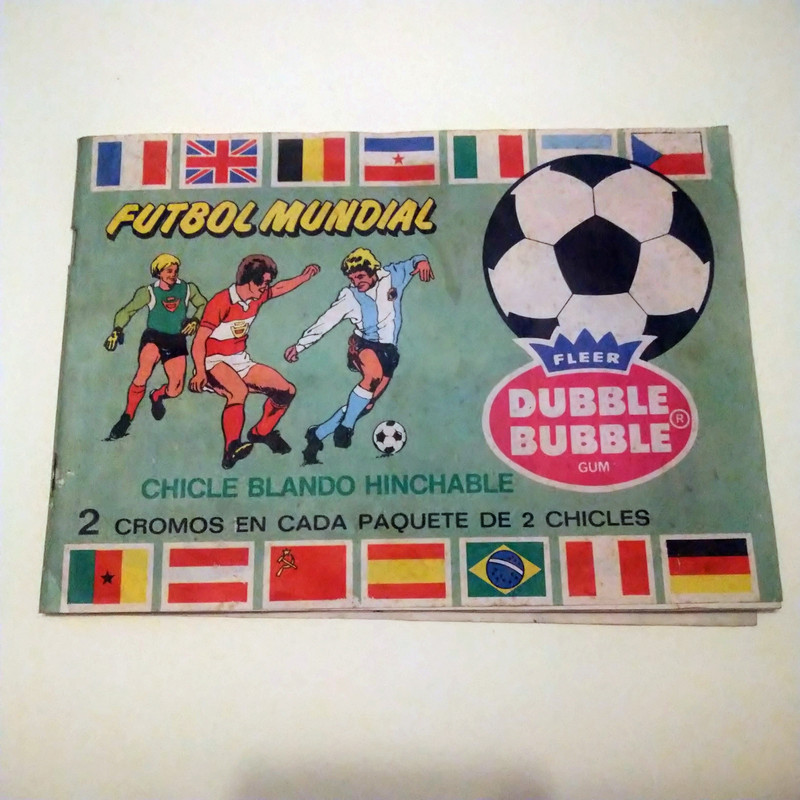 FUTBOL MUNDIAL
FLEER
DUBBLE
BUBBLE ®
GUM
CHICLE BLANDO HINCHABLE
2 CROMOS EN CADA PAQUETE DE 2 CHICLES